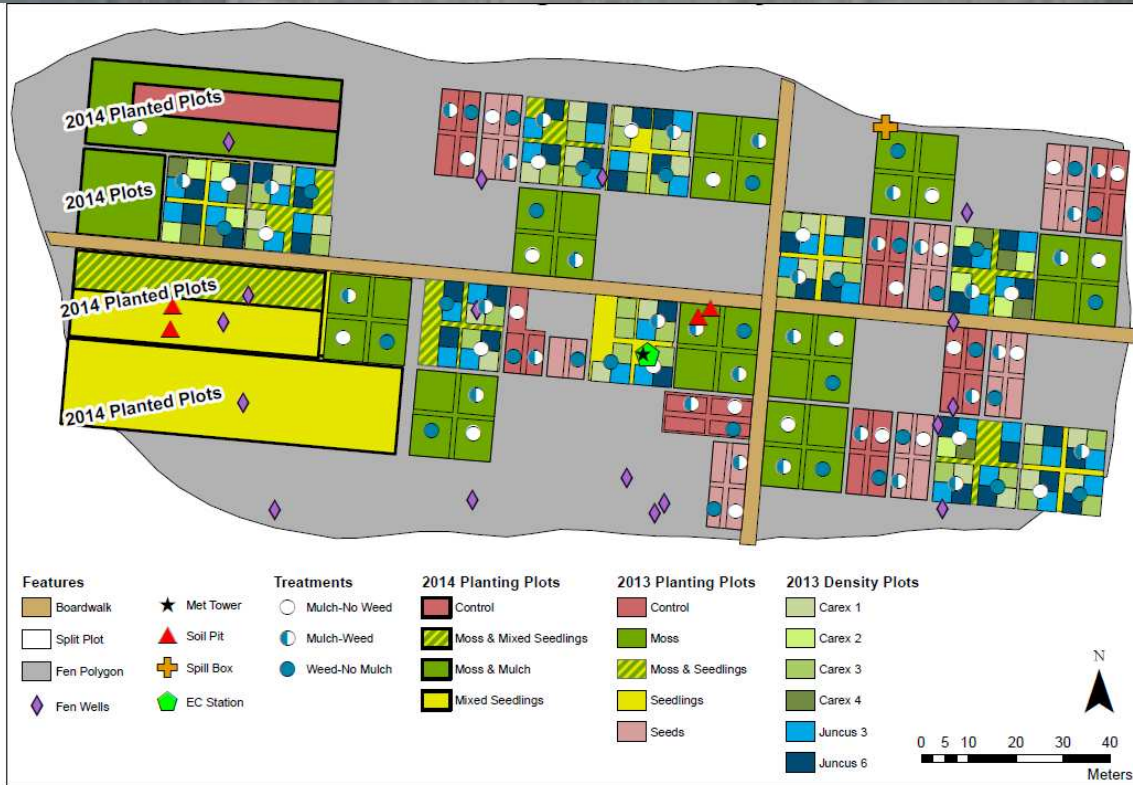 2014 Planted Plots
2014 Plots
2014 Planted Plots
2014 Planted Plots
Features
Boardwalk
Split Plot
Fen Polygon
Fen Wells
Met Tower
Soil Pit
Spill Box
EC Station
Treatments
Mulch-No Weed
Mulch-Weed
Weed-No Mulch
2014 Planting Plots
Control
Moss & Mixed Seedlings
Moss & Mulch
Mixed Seedlings
2013 Planting Plots
Control
Moss
Moss & Seedlings
Seedlings
Seeds
2013 Density Plots
Carex 1
Carex 2
Carex 3
Carex 4
Juncus 3
Juncus 6
N
0 5 10 20 30 40
Meters